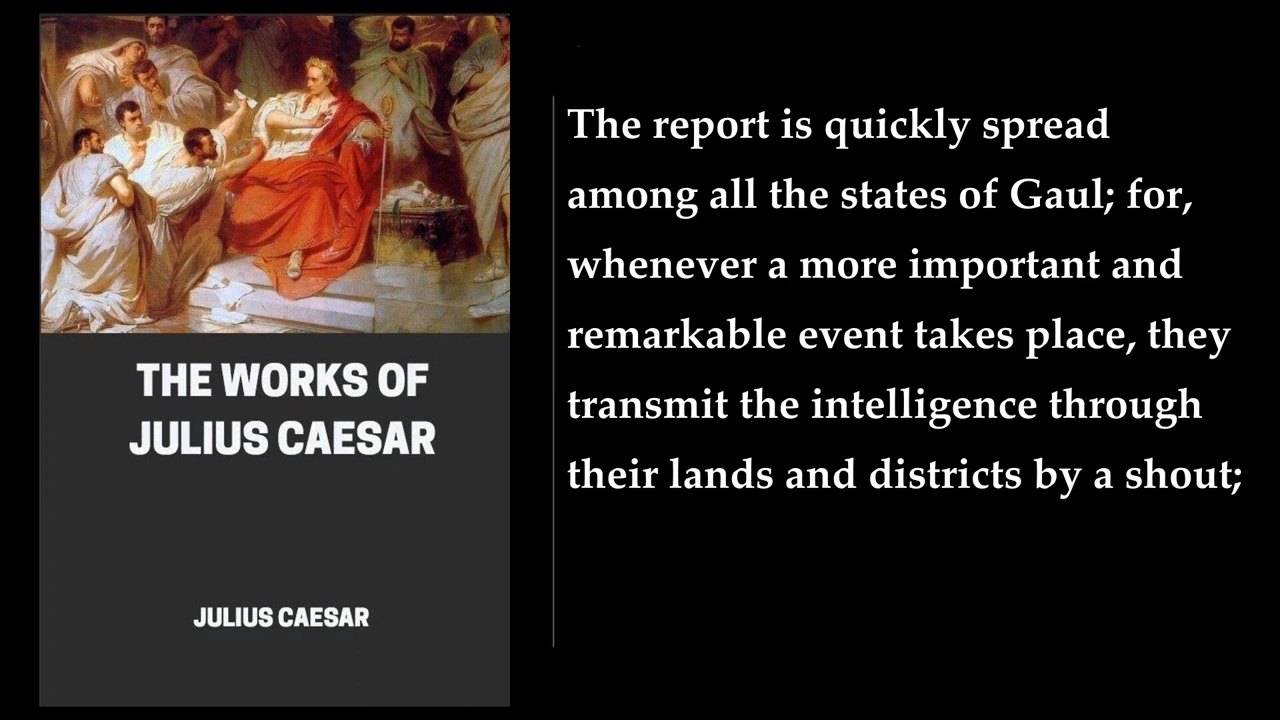 THE WORKS OF
JULIUS CAESAR
JULIUS CAESAR
The report is quickly spread
among all the states of Gaul; for,
whenever a more important and
remarkable event takes place, they
transmit the intelligence through
their lands and districts by a shout;